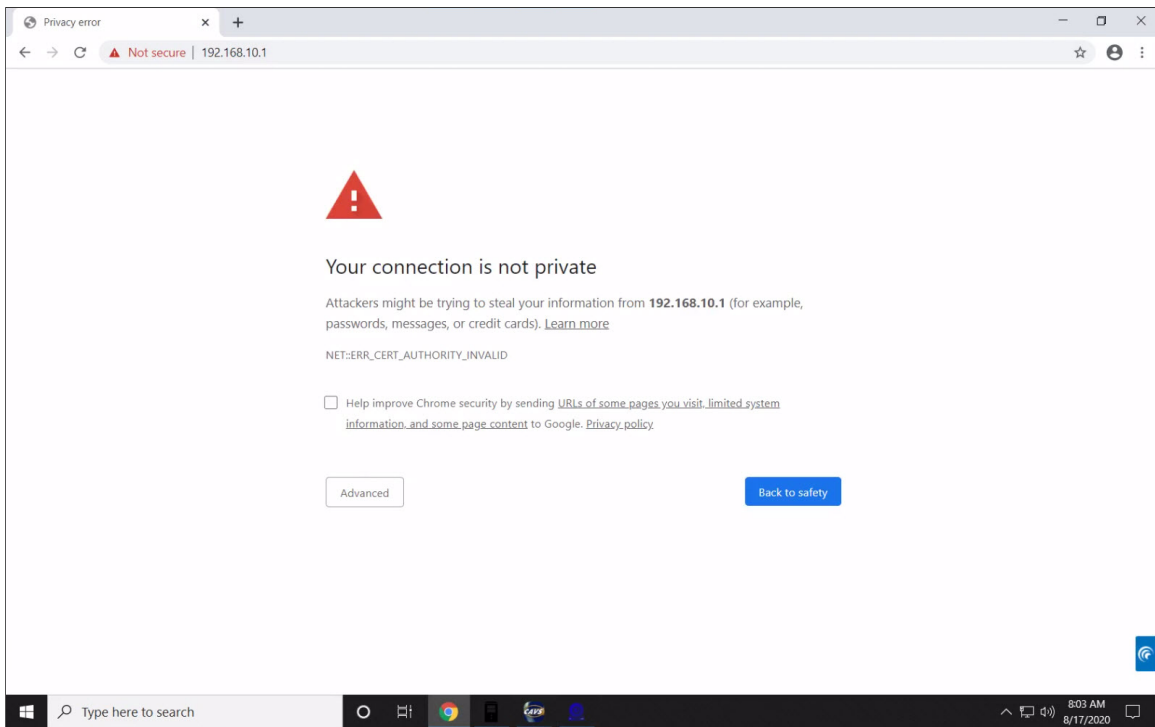 Privacy error
Not secure | 192.168.10.1
Your connection is not private
Attackers might be trying to steal your information from 192.168.10.1 (for example,
passwords, messages, or credit cards). Learn more
NET::ERR_CERT_AUTHORITY_INVALID
Help improve Chrome security by sending URLs of some pages you visit, limited system
information, and some page content to Google. Privacy policy
Advanced
Back to safety
Type here to search
CAVS
8:03 AM
8/17/2020